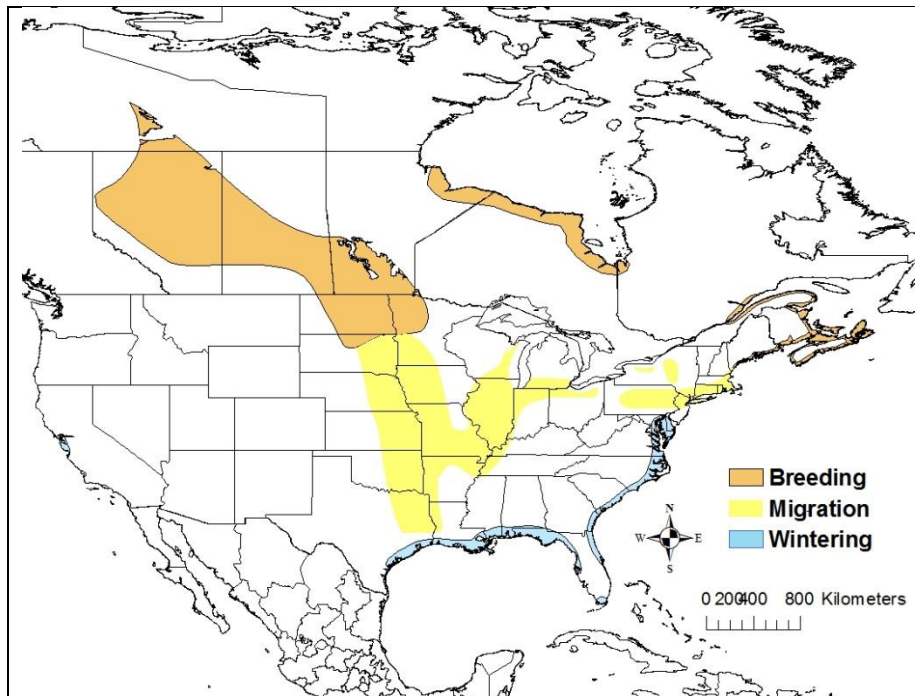 Breeding
Migration
Wintering
N
W E
S
0 200400 800 Kilometers